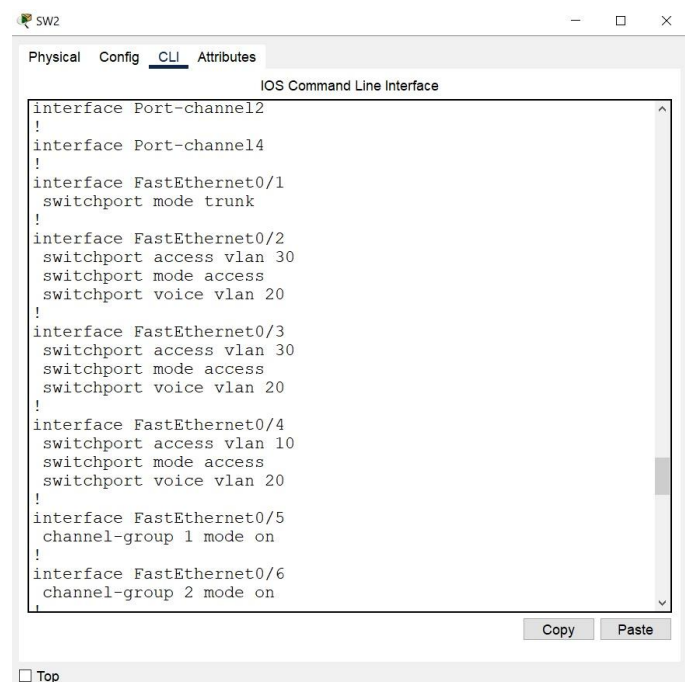 SW2
Physical Config CLI Attributes
IOS Command Line Interface
interface Port-channel2
!
interface Port-channel4
!
interface FastEthernet0/1
switchport mode trunk
!
interface FastEthernet0/2
switchport access vlan 30
switchport mode access
switchport voice vlan 20
!
interface FastEthernet0/3
switchport access vlan 30
switchport mode access
switchport voice vlan 20
!
interface FastEthernet0/4
switchport access vlan 10
switchport mode access
switchport voice vlan 20
!
interface FastEthernet0/5
channel-group 1 mode on
!
interface FastEthernet0/6
channel-group 2 mode on
!
Copy Paste
Top